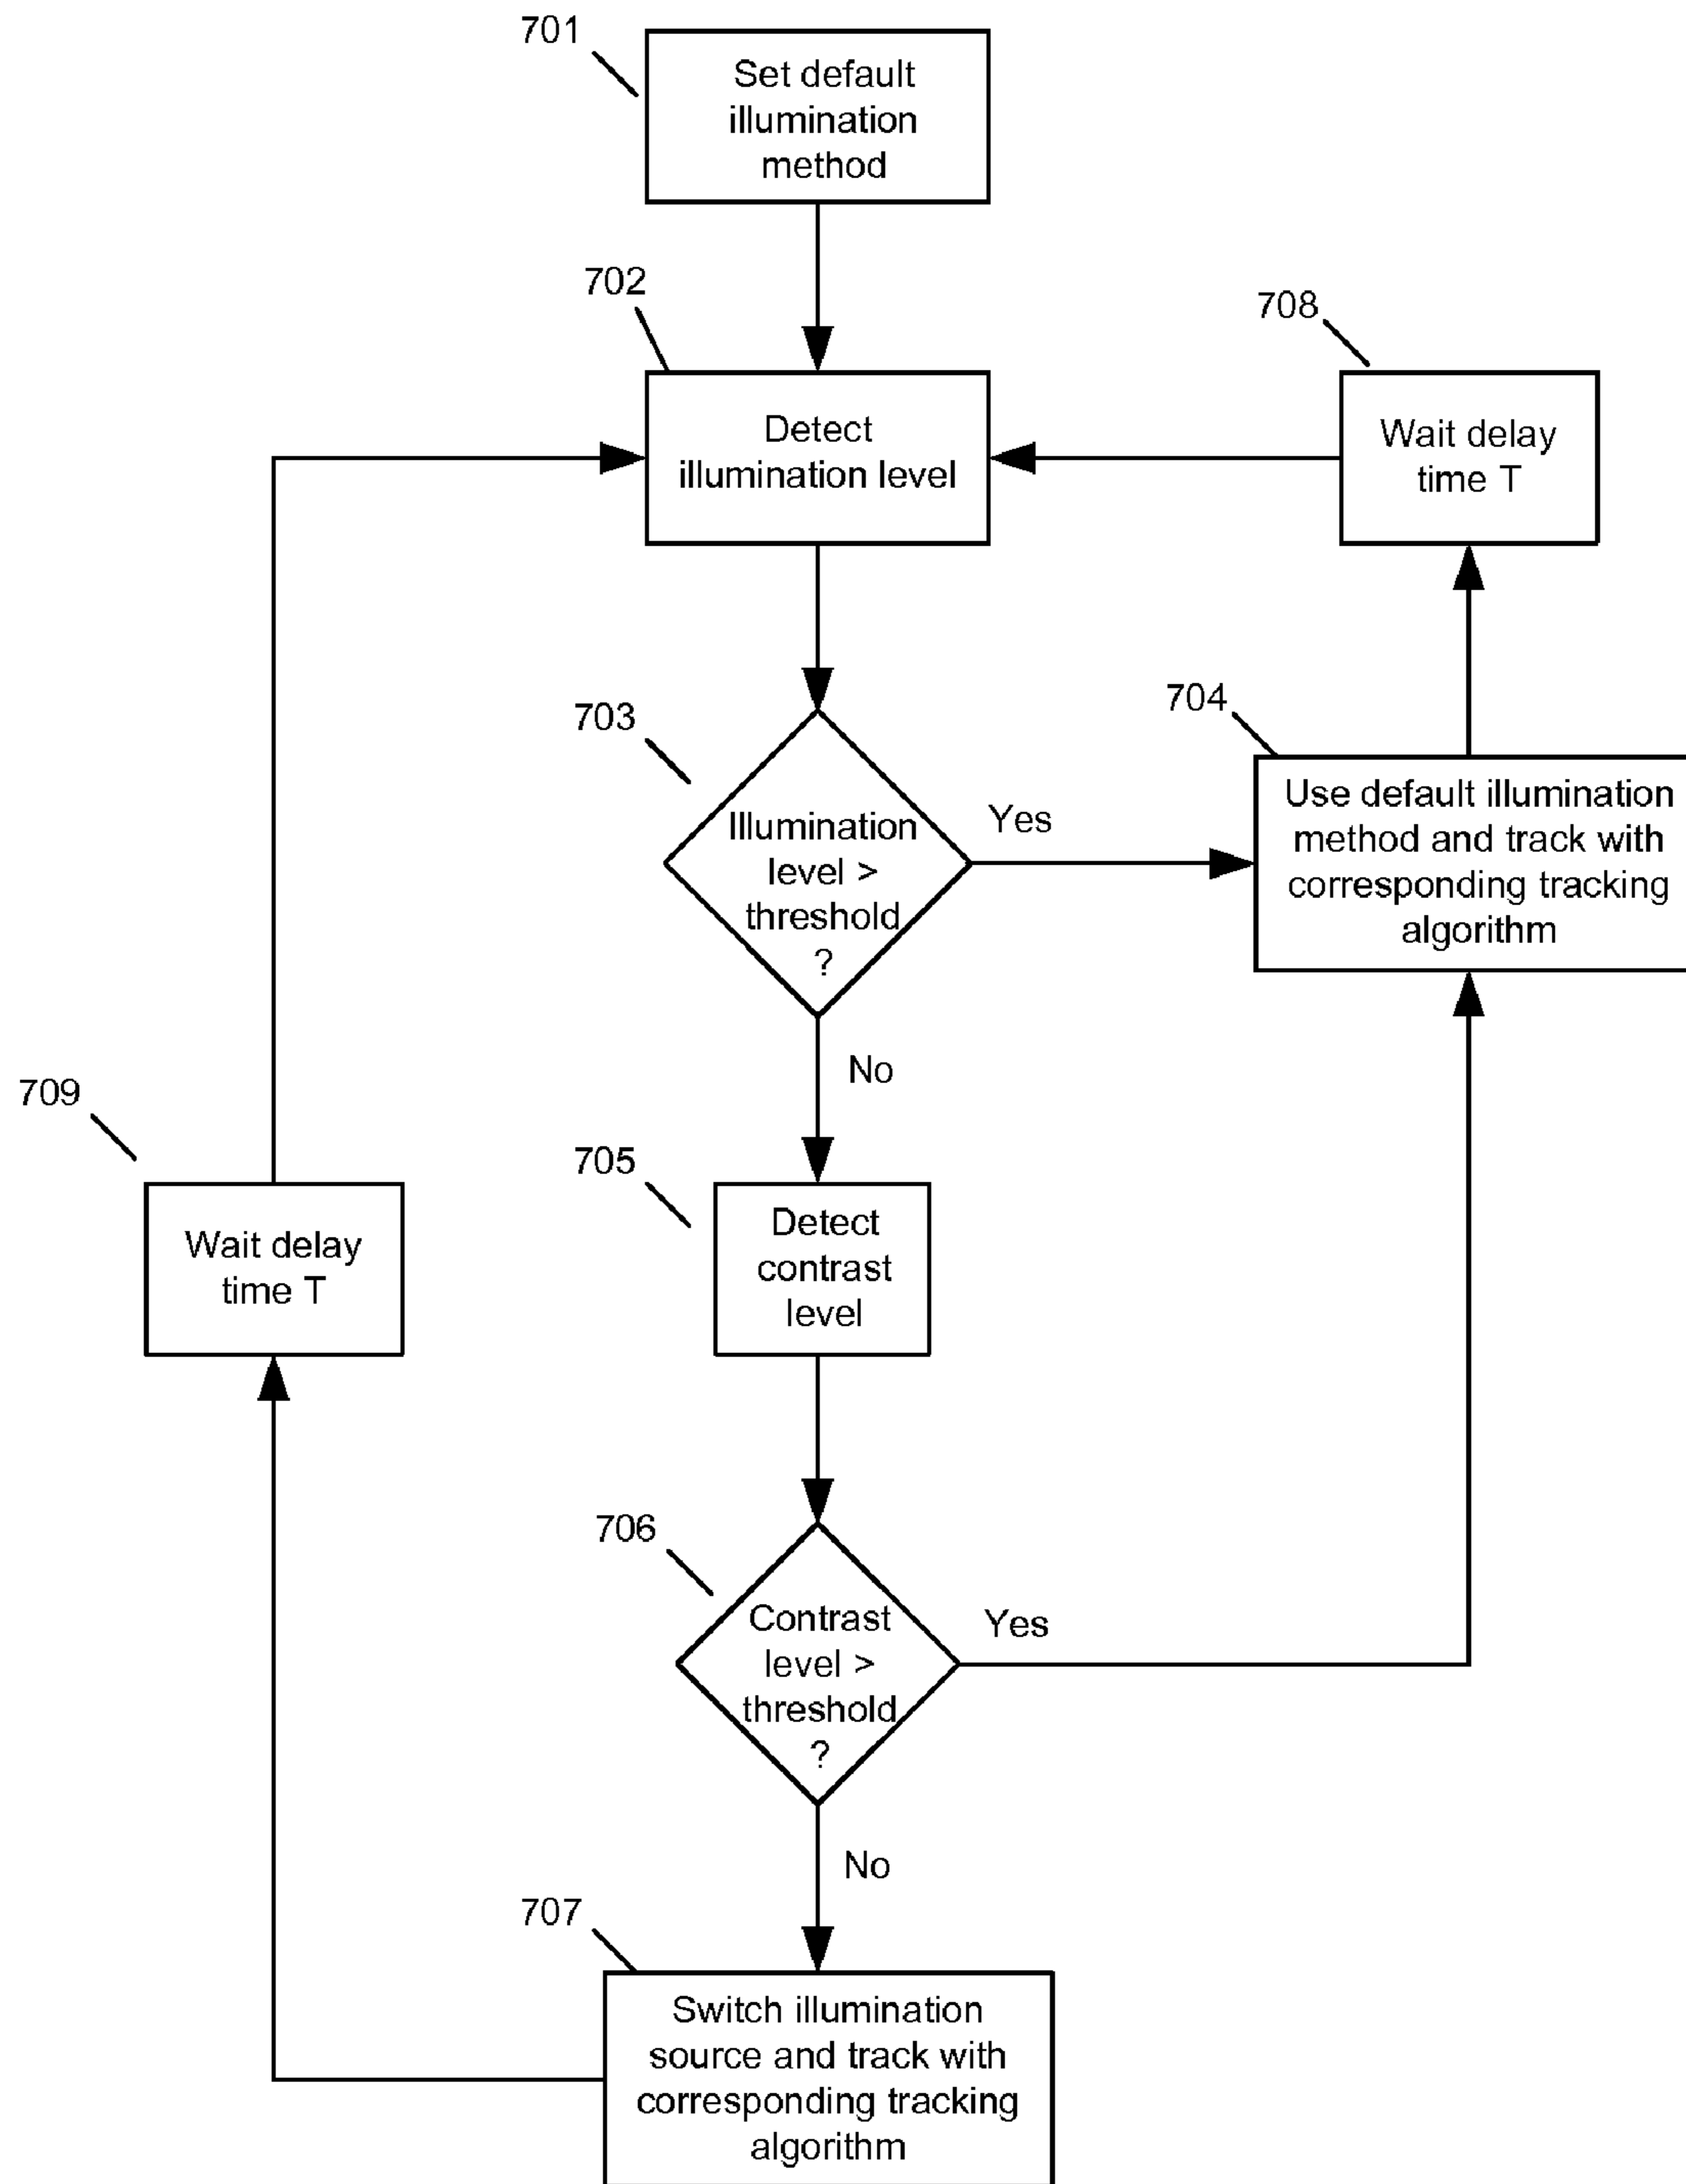 701
Set default
illumination
method
702
Detect
illumination level
708
Wait delay
time T
703
Illumination
level >
threshold
?
Yes
704
Use default illumination
method and track with
corresponding tracking
algorithm
No
709
Wait delay
time T
705
Detect
contrast
level
706
Contrast
level >
threshold
?
Yes
No
707
Switch illumination
source and track with
corresponding tracking
algorithm